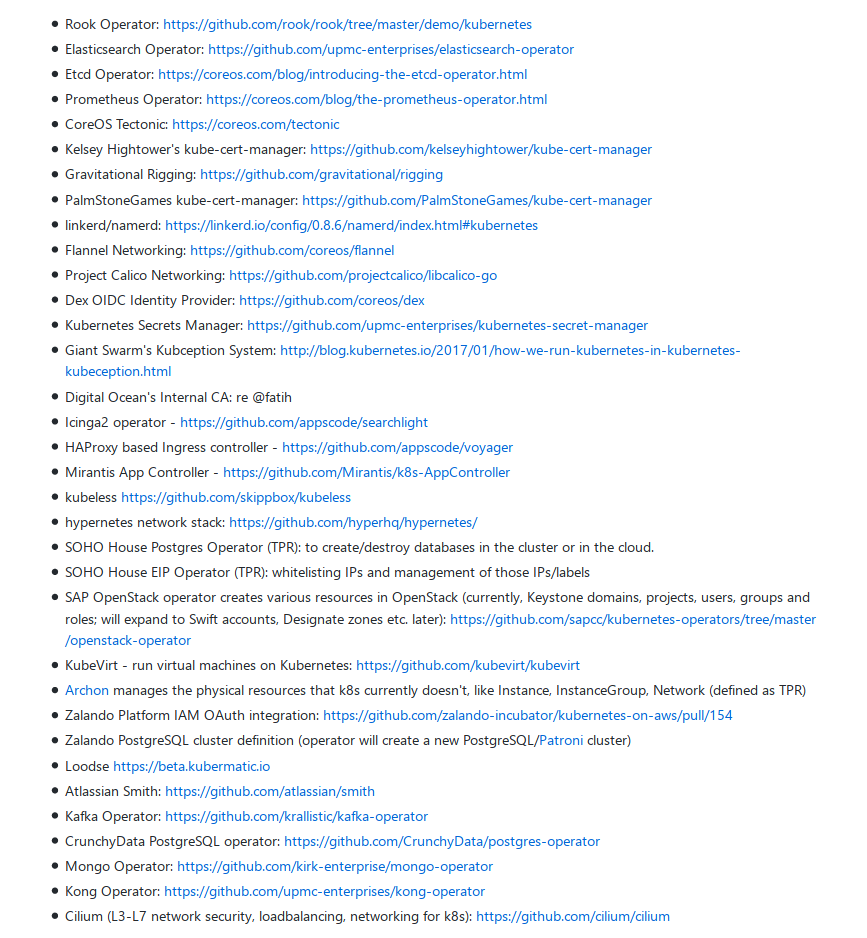 Rook Operator: https://github.com/rook/rook/tree/master/demo/kubernetes
Elasticsearch Operator: https://github.com/upmc-enterprises/elasticsearch-operator
Etcd Operator: https://coreos.com/blog/introducing-the-etcd-operator.html
Prometheus Operator: https://coreos.com/blog/the-prometheus-operator.html
CoreOS Tectonic: https://coreos.com/tectonic
Kelsey Hightower's kube-cert-manager: https://github.com/kelseyhightower/kube-cert-manager
Gravitational Rigging: https://github.com/gravitational/rigging
PalmStoneGames kube-cert-manager: https://github.com/PalmStoneGames/kube-cert-manager
linkerd/namerd: https://linkerd.io/config/0.8.6/namerd/index.html#kubernetes
Flannel Networking: https://github.com/coreos/flannel
Project Calico Networking: https://github.com/projectcalico/libcalico-go
Dex OIDC Identity Provider: https://github.com/coreos/dex
Kubernetes Secrets Manager: https://github.com/upmc-enterprises/kubernetes-secret-manager
Giant Swarm's Kubception System: http://blog.kubernetes.io/2017/01/how-we-run-kubernetes-in-kubernetes-
kubeception.html
Digital Ocean's Internal CA: re @fatih
Icinga2 operator - https://github.com/appscode/searchlight
HAProxy based Ingress controller - https://github.com/appscode/voyager
Mirantis App Controller - https://github.com/Mirantis/k8s-AppController
kubeless https://github.com/skippbox/kubeless
hypernetes network stack: https://github.com/hyperhq/hypernetes/
SOHO House Postgres Operator (TPR): to create/destroy databases in the cluster or in the cloud.
SOHO House EIP Operator (TPR): whitelisting IPs and management of those IPs/labels
SAP OpenStack operator creates various resources in OpenStack (currently, Keystone domains, projects, users, groups and
roles; will expand to Swift accounts, Designate zones etc. later): https://github.com/sapcc/kubernetes-operators/tree/master
/openstack-operator
KubeVirt - run virtual machines on Kubernetes: https://github.com/kubevirt/kubevirt
Archon manages the physical resources that k8s currently doesn't, like Instance, InstanceGroup, Network (defined as TPR)
Zalando Platform IAM OAuth integration: https://github.com/zalando-incubator/kubernetes-on-aws/pull/154
Zalando PostgreSQL cluster definition (operator will create a new PostgreSQL/Patroni cluster)
Loodse https://beta.kubermatic.io
Atlassian Smith: https://github.com/atlassian/smith
Kafka Operator: https://github.com/krallistic/kafka-operator
CrunchyData PostgreSQL operator: https://github.com/CrunchyData/postgres-operator
Mongo Operator: https://github.com/kirk-enterprise/mongo-operator
Kong Operator: https://github.com/upmc-enterprises/kong-operator
Cilium (L3-L7 network security, loadbalancing, networking for k8s): https://github.com/cilium/cilium